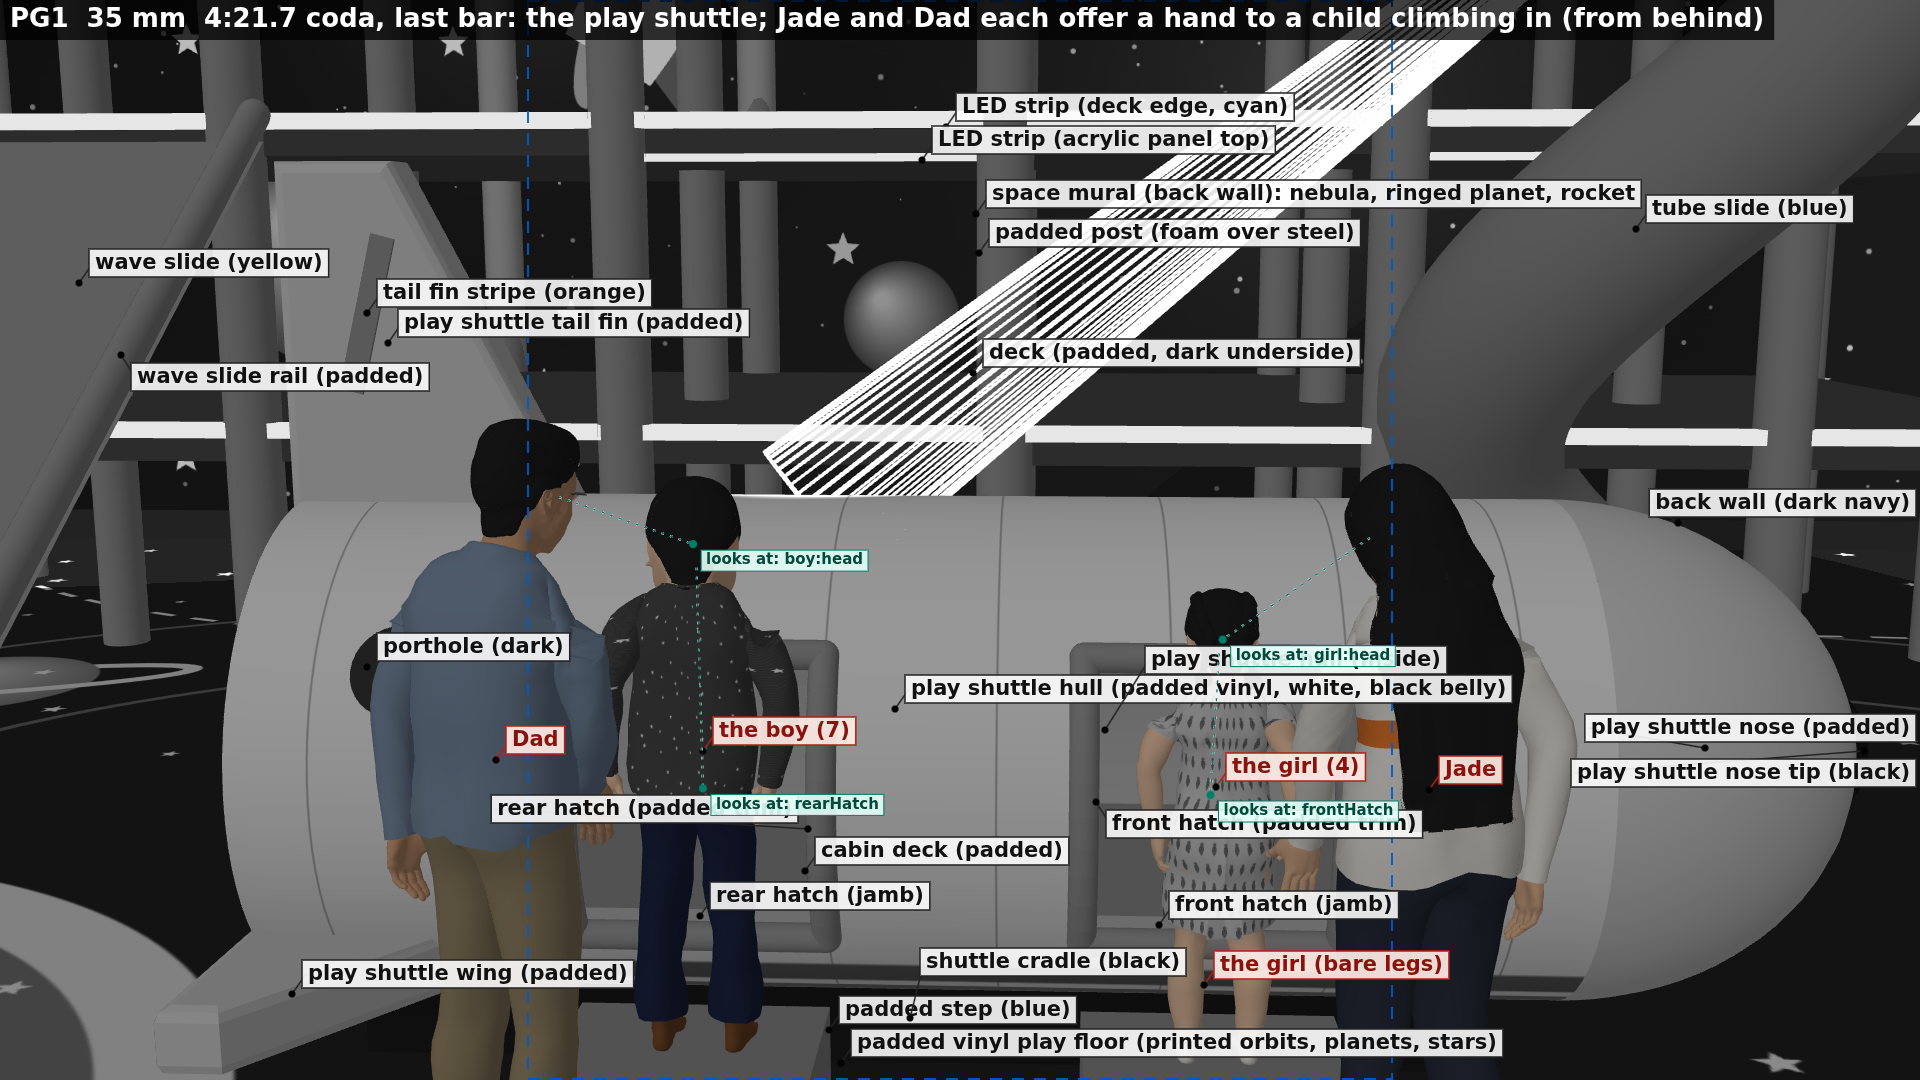 PG1 35 mm 4:21.7 coda, last bar: the play shuttle; Jade and Dad each offer a hand to a child climbing in (from behind)
LED strip (deck edge, cyan)
LED strip (acrylic panel top)
space mural (back wall): nebula, ringed planet, rocket
tube slide (blue)
padded post (foam over steel)
wave slide (yellow)
tail fin stripe (orange)
play shuttle tail fin (padded)
deck (padded, dark underside)
wave slide rail (padded)
back wall (dark navy)
looks at: boy:head
porthole (dark)
looks at: girl:head
play shuttle hull (padded vinyl, white, black belly)
the boy (7)
play shuttle nose (padded)
Dad
the girl (4)
Jade
play shuttle nose tip (black)
rear hatch
looks at: rearHatch
looks at: frontHatch
front hatch (padded trim)
cabin deck (padded)
rear hatch (jamb)
front hatch (jamb)
shuttle cradle (black)
the girl (bare legs)
play shuttle wing (padded)
padded step (blue)
padded vinyl play floor (printed orbits, planets, stars)